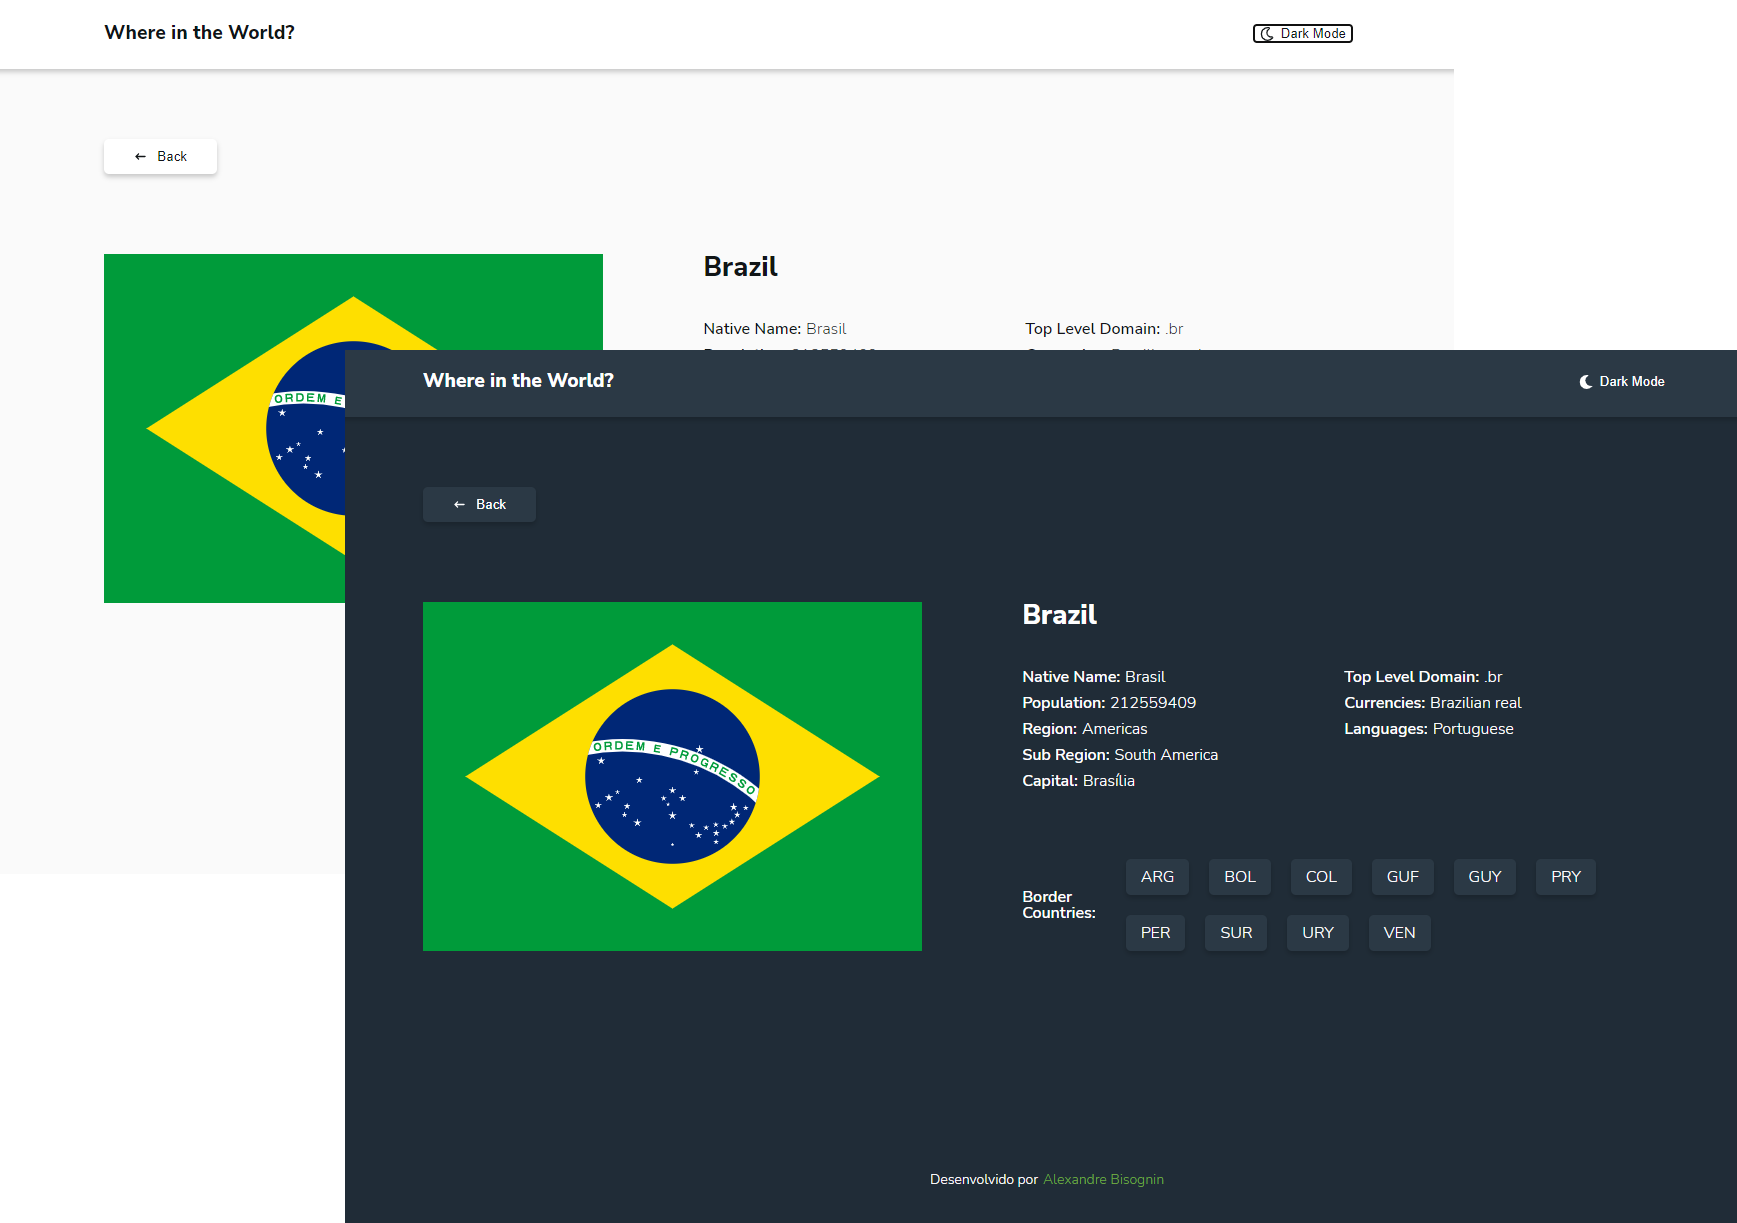 Where in the World?
Dark Mode
← Back
Brazil
Native Name: Brasil
Top Level Domain: .br
ORDEM E
Where in the World?
Dark Mode
← Back
ORDEM E PROGRESSO
Brazil
Native Name: Brasil
Population: 212559409
Region: Americas
Sub Region: South America
Capital: Brasília
Top Level Domain: .br
Currencies: Brazilian real
Languages: Portuguese
Border
Countries:
ARG BOL COL GUF GUY PRY
PER SUR URY VEN
Desenvolvido por Alexandre Bisognin